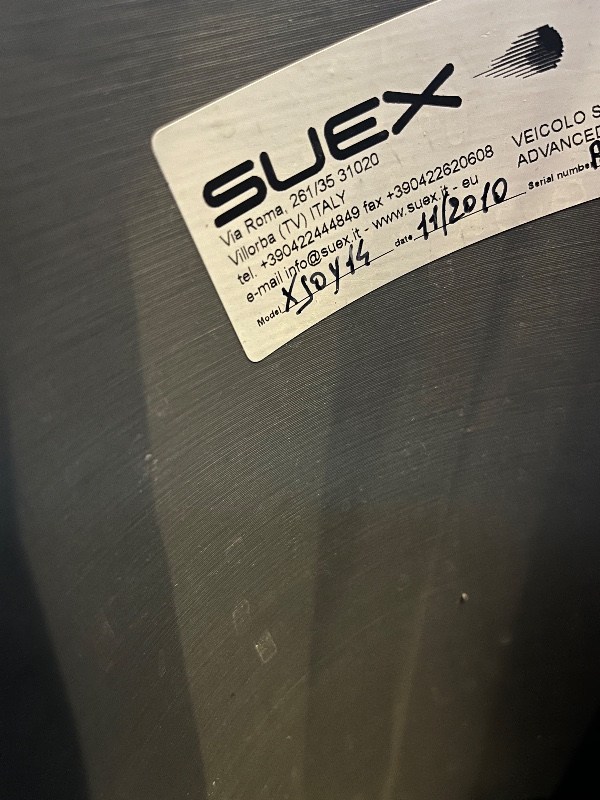 SUEX
Via Roma, 261/35 31020
Villorba (TV) ITALY
tel. +390422444849 fax +390422620608
e-mail info@suex.it - www.suex.it - eu
Model XJOY14 date 11/2010 Serial number
VEICOLO S
ADVANCED